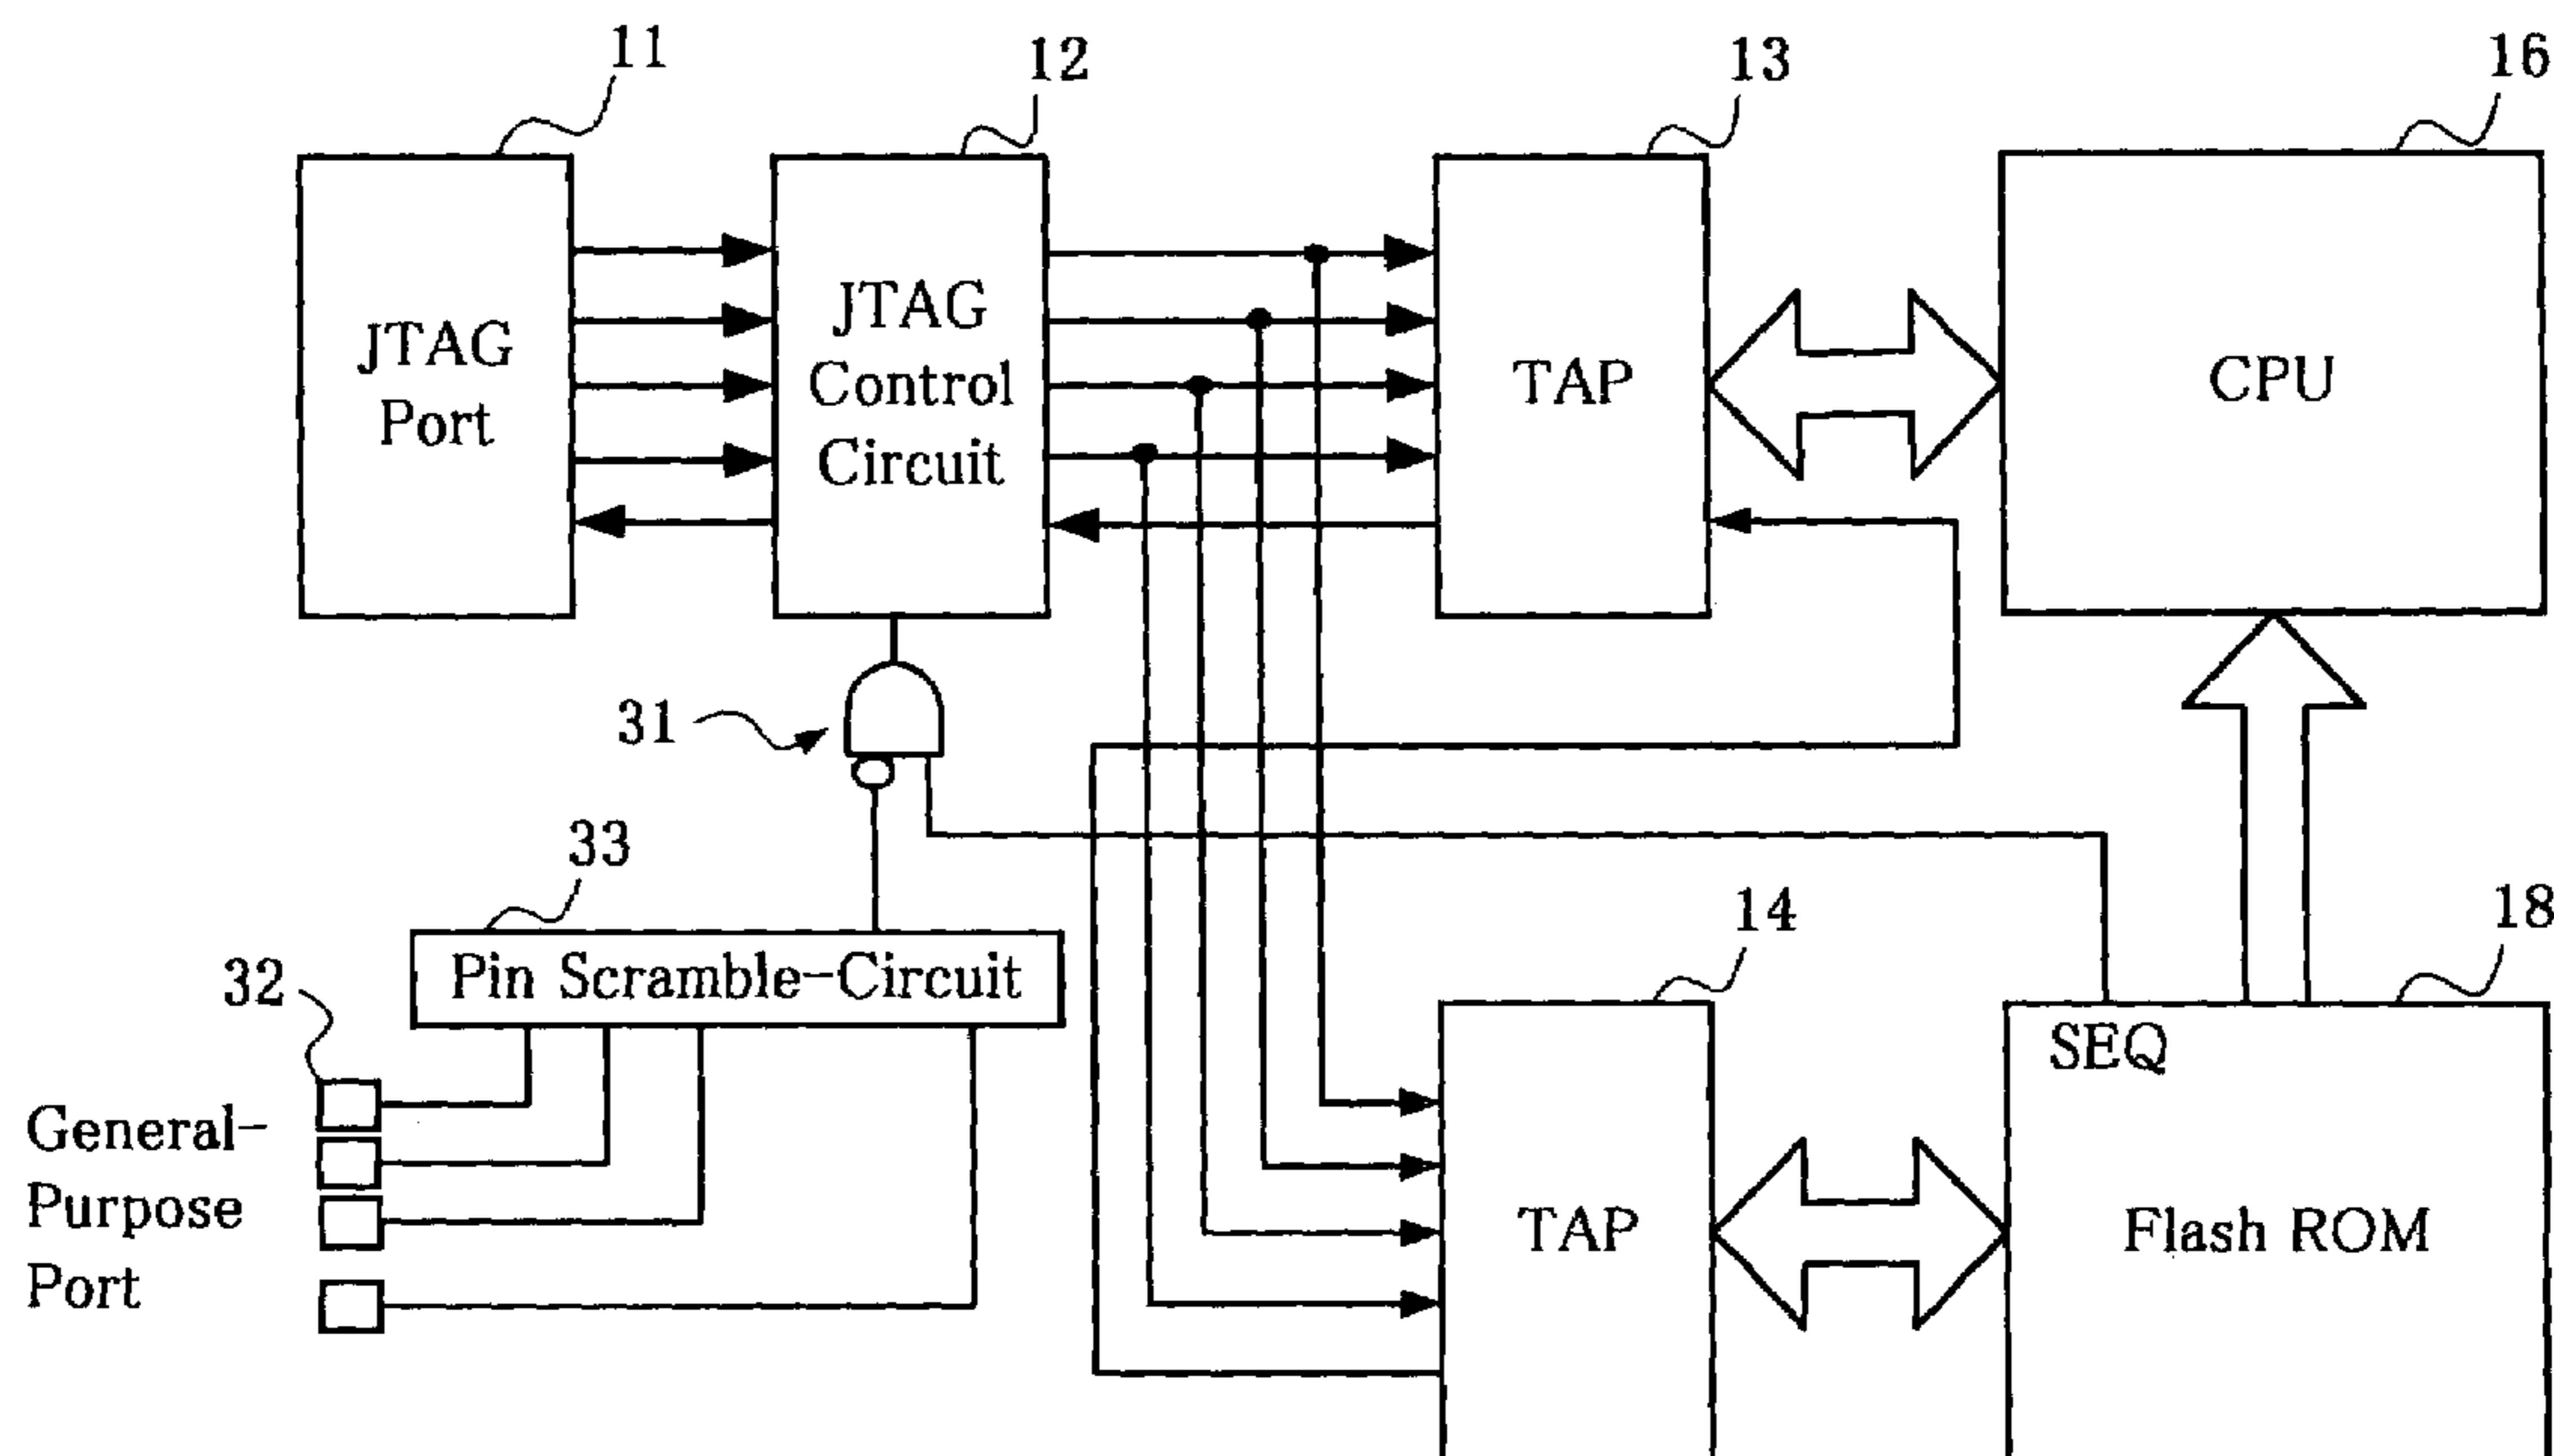 11
12
13
16
JTAG
Port
JTAG
Control
Circuit
TAP
CPU
31
33
Pin Scramble-Circuit
32
General-
Purpose
Port
14
18
SEQ
TAP
Flash ROM